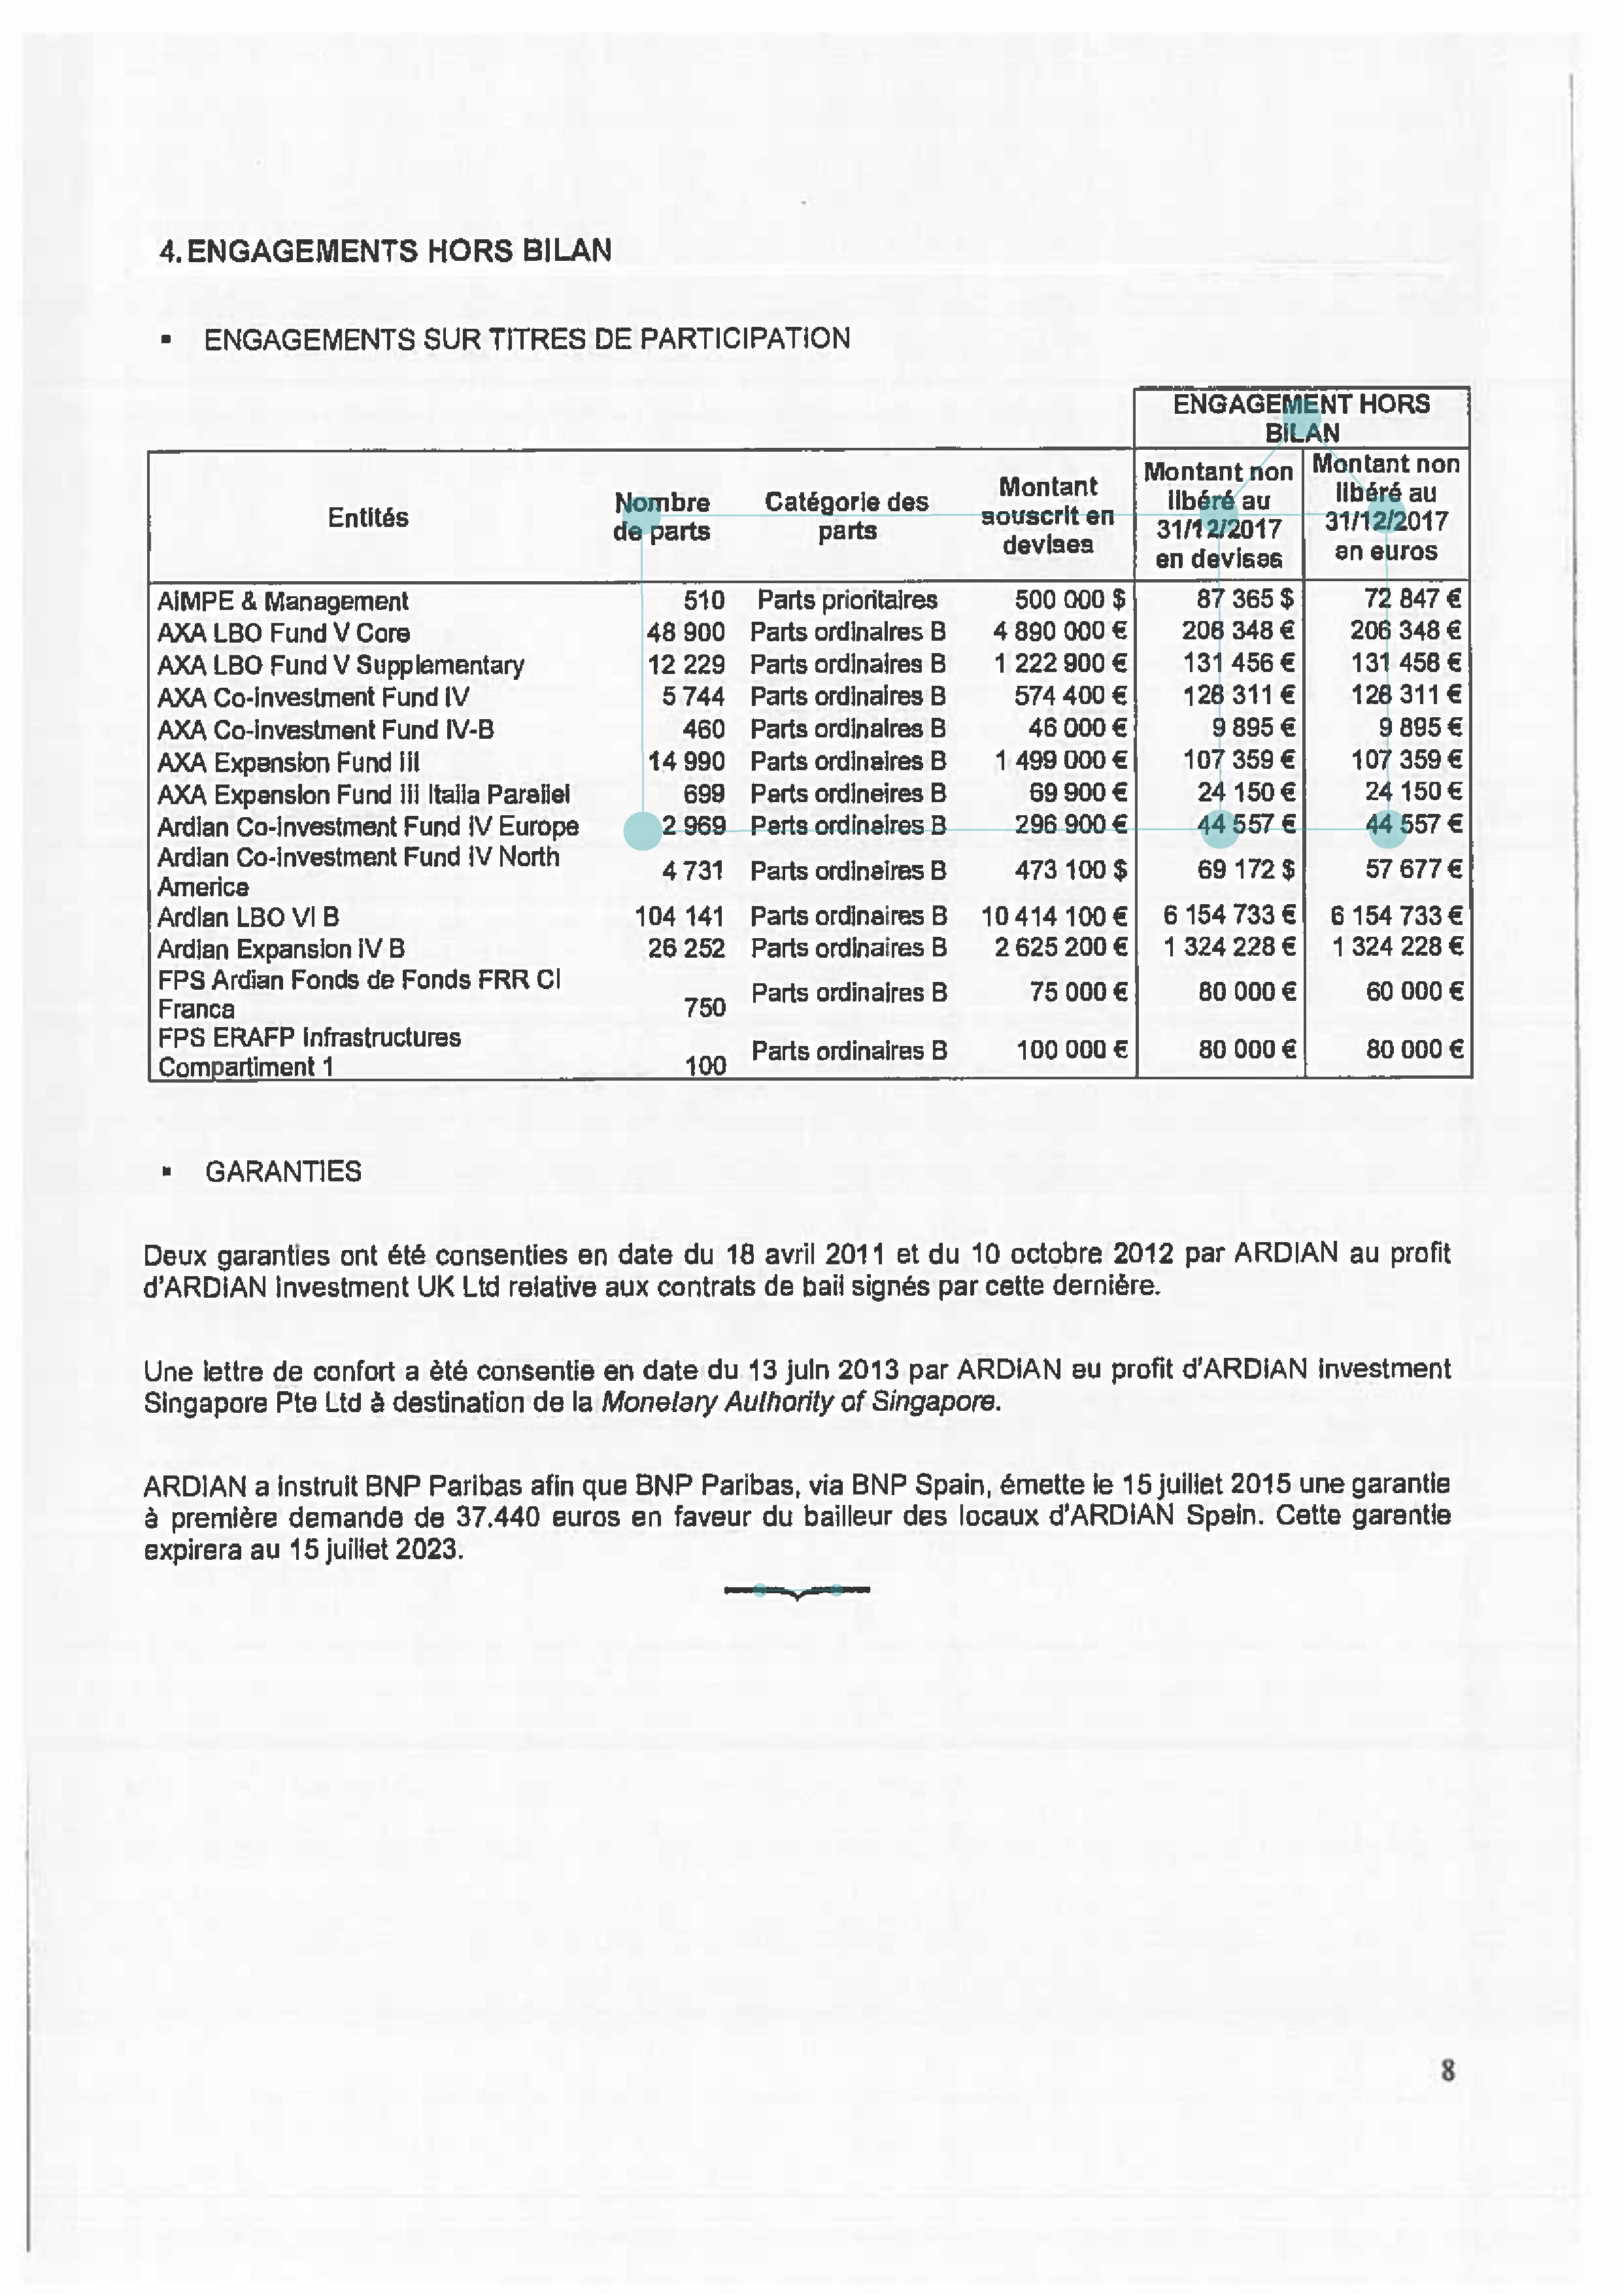 4. ENGAGEMENTS HORS BILAN
▪ ENGAGEMENTS SUR TITRES DE PARTICIPATION
ENGAGEMENT HORS
BILAN
Entités Nombre de parts Catégorie des parts Montant souscrit en devises Montant non libéré au 31/12/2017 en devises Montant non libéré au 31/12/2017 en euros
AIMPE & Management 510 Parts prioritaires 500 000 $ 87 365 $ 72 847 €
AXA LBO Fund V Core 48 900 Parts ordinaires B 4 890 000 € 206 348 € 206 348 €
AXA LBO Fund V Supplementary 12 229 Parts ordinaires B 1 222 900 € 131 456 € 131 456 €
AXA Co-Investment Fund IV 5 744 Parts ordinaires B 574 400 € 128 311 € 128 311 €
AXA Co-Investment Fund IV-B 460 Parts ordinaires B 46 000 € 9 895 € 9 895 €
AXA Expansion Fund III 14 990 Parts ordinaires B 1 499 000 € 107 359 € 107 359 €
AXA Expansion Fund III Italia Parallel 699 Parts ordinaires B 69 900 € 24 150 € 24 150 €
Ardian Co-Investment Fund IV Europe 2 969 Parts ordinaires B 296 900 € 44 557 € 44 557 €
Ardian Co-Investment Fund IV North
America 4 731 Parts ordinaires B 473 100 $ 69 172 $ 57 677 €
Ardian LBO VI B 104 141 Parts ordinaires B 10 414 100 € 6 154 733 € 6 154 733 €
Ardian Expansion IV B 26 252 Parts ordinaires B 2 625 200 € 1 324 228 € 1 324 228 €
FPS Ardian Fonds de Fonds FRR CI
France 750 Parts ordinaires B 75 000 € 60 000 €
FPS ERAFP Infrastructures
Compartiment 1 100 Parts ordinaires B 100 000 € 80 000 € 80 000 €
▪ GARANTIES
Deux garanties ont été consenties en date du 18 avril 2011 et du 10 octobre 2012 par ARDIAN au profit
d'ARDIAN Investment UK Ltd relative aux contrats de bail signés par cette dernière.
Une lettre de confort a été consentie en date du 13 juin 2013 par ARDIAN au profit d'ARDIAN Investment
Singapore Pte Ltd à destination de la Monetary Authority of Singapore.
ARDIAN a instruit BNP Paribas afin que BNP Paribas, via BNP Spain, émette le 15 juillet 2015 une garantie
à première demande de 37.440 euros en faveur du bailleur des locaux d'ARDIAN Spain. Cette garantie
expirera au 15 juillet 2023.
8